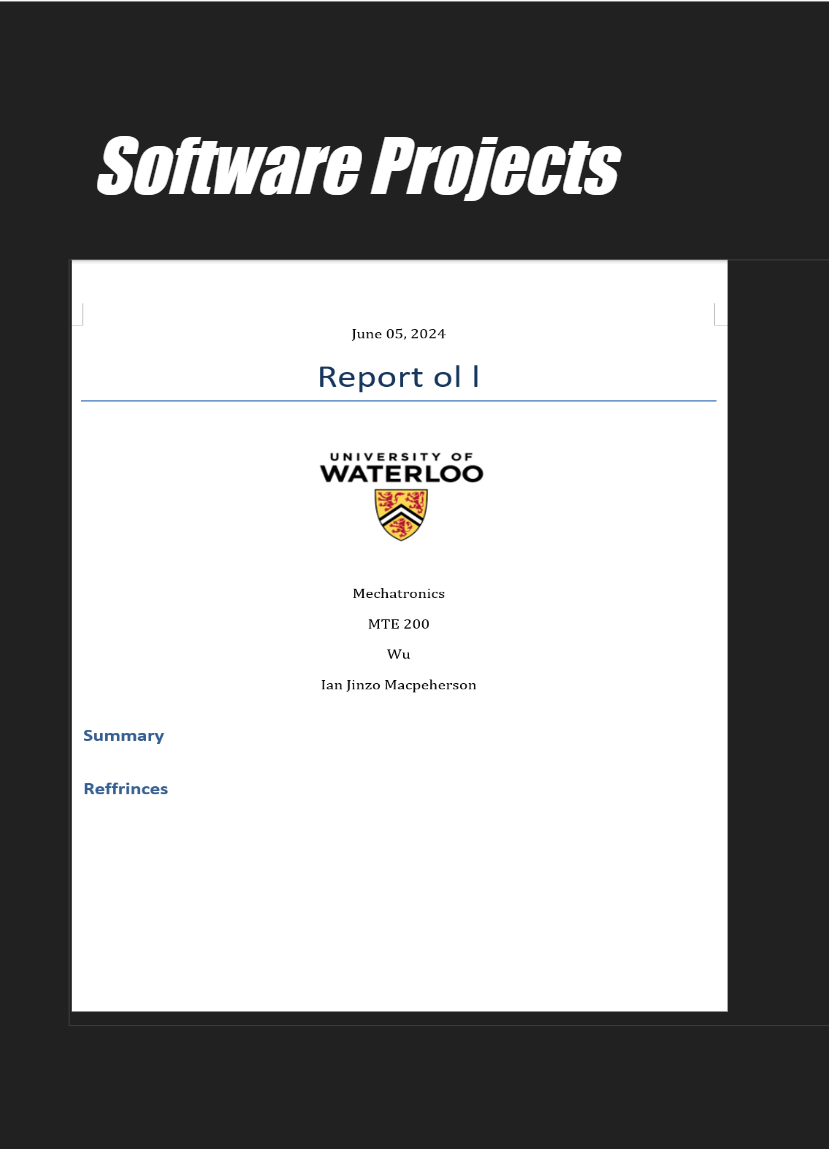 Software Projects
June 05, 2024
Report ol l
UNIVERSITY OF
WATERLOO
Mechatronics
MTE 200
Wu
Ian Jinzo Macpeherson
Summary
Reffrinces